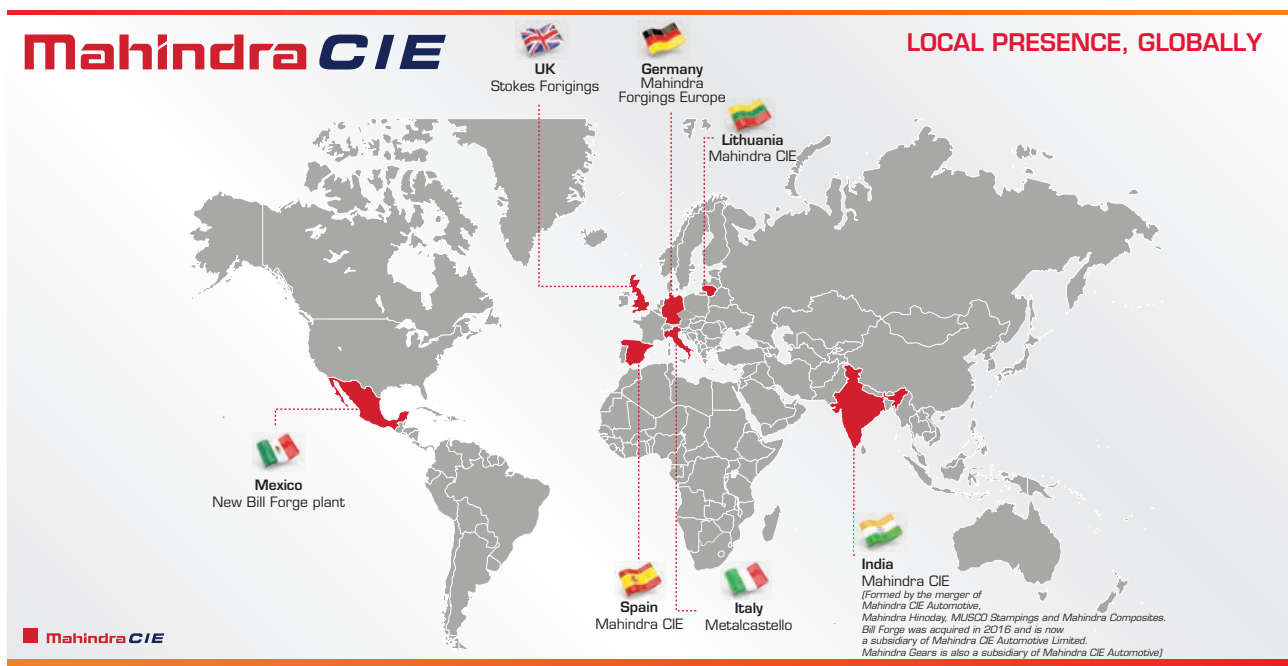 Mahindra CIE
LOCAL PRESENCE, GLOBALLY
UK
Stokes Forigings
Germany
Mahindra
Forgings Europe
Lithuania
Mahindra CIE
Mexico
New Bill Forge plant
Spain
Mahindra CIE
Italy
Metalcastello
India
Mahindra CIE
(Formed by the merger of
Mahindra CIE Automotive,
Mahindra Hinoday, MUSCO Stampings and Mahindra Composites.
Bill Forge was acquired in 2016 and is now
a subsidiary of Mahindra CIE Automotive Limited.
Mahindra Gears is also a subsidiary of Mahindra CIE Automotive)
Mahindra CIE